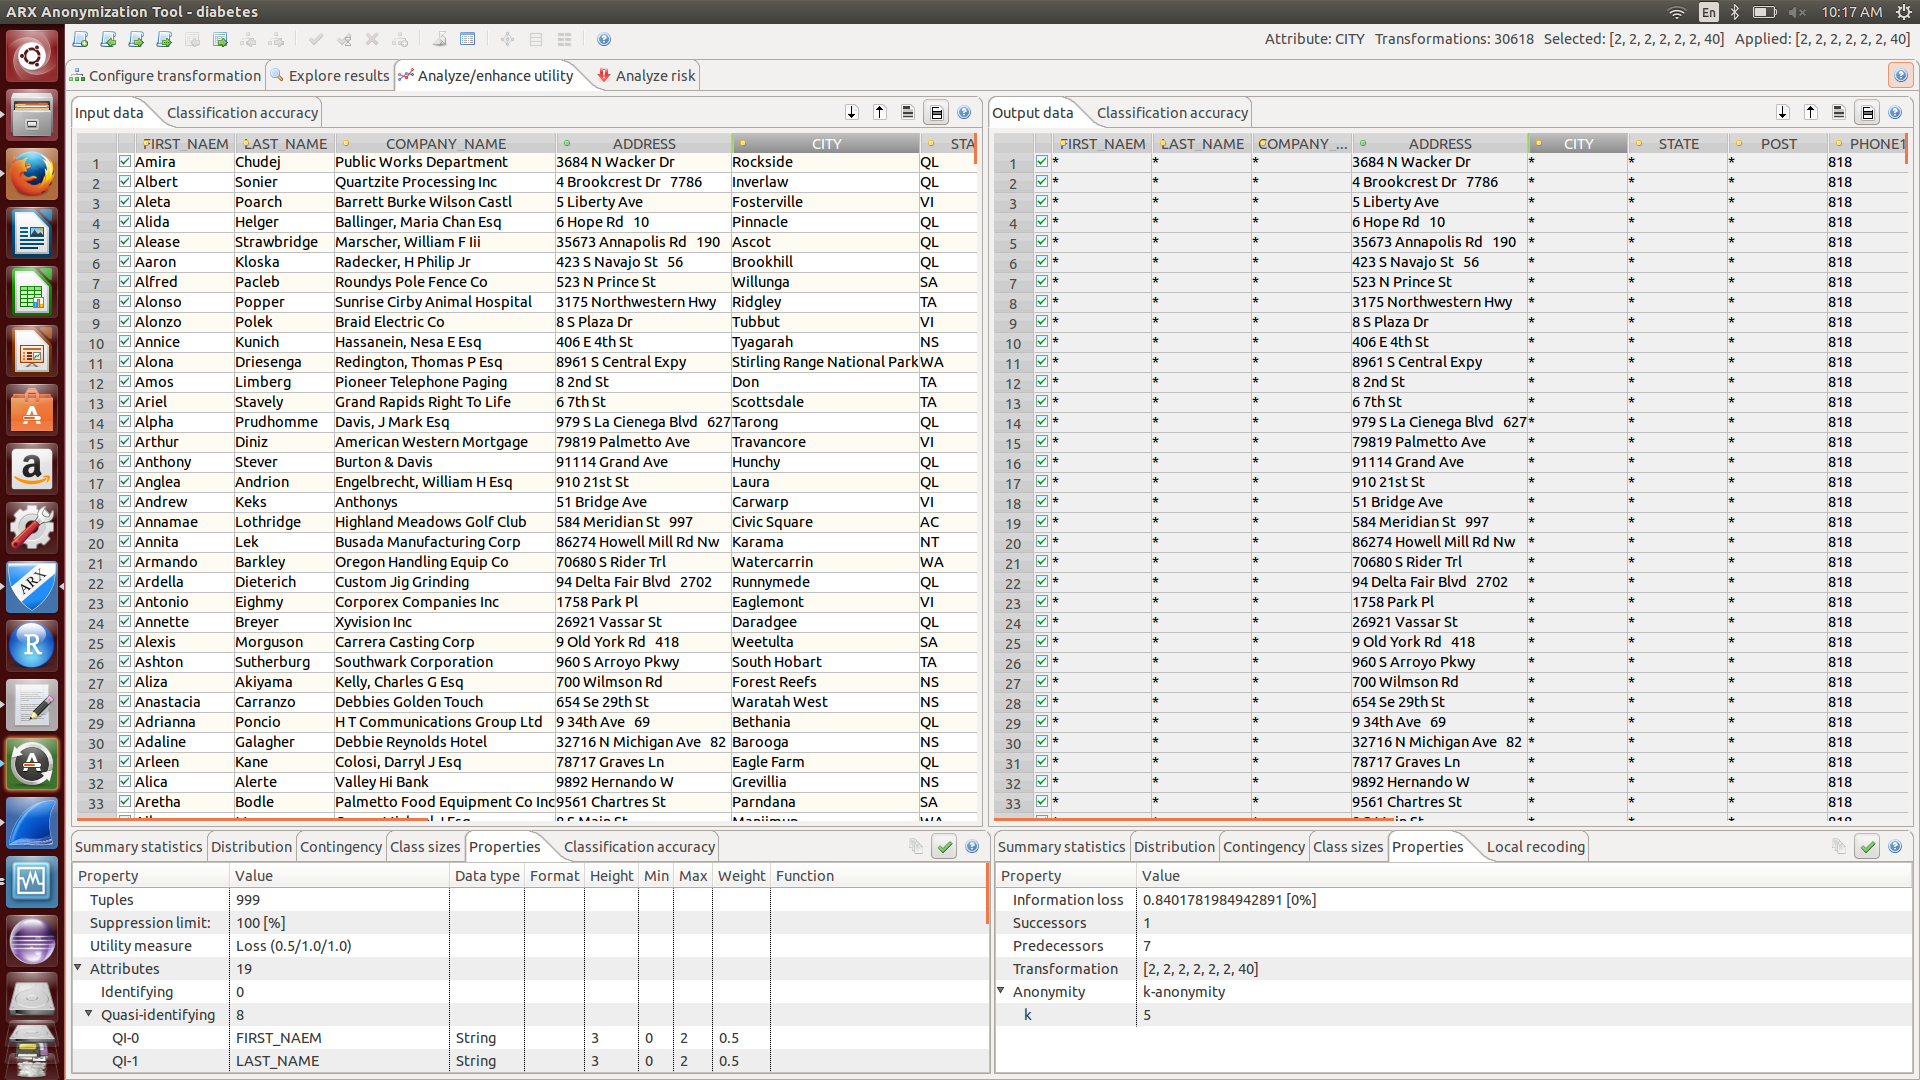 ARX Anonymization Tool - diabetes
En 10:17 AM
Attribute: CITY Transformations: 30618 Selected: [2, 2, 2, 2, 2, 2, 40] Applied: [2, 2, 2, 2, 2, 2, 40]
Configure transformation Explore results Analyze/enhance utility Analyze risk
Input data Classification accuracy
FIRST_NAEM LAST_NAME COMPANY_NAME ADDRESS CITY STA
1 Amira Chudej Public Works Department 3684 N Wacker Dr Rockside QL
2 Albert Sonier Quartzite Processing Inc 4 Brookcrest Dr 7786 Inverlaw QL
3 Aleta Poarch Barrett Burke Wilson Castl 5 Liberty Ave Fosterville VI
4 Alida Helger Ballinger, Maria Chan Esq 6 Hope Rd 10 Pinnacle QL
5 Alease Strawbridge Marscher, William F Iii 35673 Annapolis Rd 190 Ascot QL
6 Aaron Kloska Radecker, H Philip Jr 423 S Navajo St 56 Brookhill QL
7 Alfred Pacleb Roundys Pole Fence Co 523 N Prince St Willunga SA
8 Alonso Popper Sunrise Cirby Animal Hospital 3175 Northwestern Hwy Ridgley TA
9 Alonzo Polek Braid Electric Co 8 S Plaza Dr Tubbut VI
10 Annice Kunich Hassanein, Nesa E Esq 406 E 4th St Tyagarah NS
11 Alona Driesenga Redington, Thomas P Esq 8961 S Central Expy Stirling Range National Park WA
12 Amos Limberg Pioneer Telephone Paging 8 2nd St Don TA
13 Ariel Stavely Grand Rapids Right To Life 6 7th St Scottsdale TA
14 Alpha Prudhomme Davis, J Mark Esq 979 S La Cienega Blvd 627 Tarong QL
15 Arthur Diniz American Western Mortgage 79819 Palmetto Ave Travancore VI
16 Anthony Stever Burton & Davis 91114 Grand Ave Hunchy QL
17 Anglea Andrion Engelbrecht, William H Esq 910 21st St Laura QL
18 Andrew Keks Anthonys 51 Bridge Ave Carwarp VI
19 Annamae Lothridge Highland Meadows Golf Club 584 Meridian St 997 Civic Square AC
20 Annita Lek Busada Manufacturing Corp 86274 Howell Mill Rd Nw Karama NT
21 Armando Barkley Oregon Handling Equip Co 70680 S Rider Trl Watercarrin WA
22 Ardella Dieterich Custom Jig Grinding 94 Delta Fair Blvd 2702 Runnymede QL
23 Antonio Eighmy Corporex Companies Inc 1758 Park Pl Eaglemont VI
24 Annette Breyer Xyvision Inc 26921 Vassar St Daradgee QL
25 Alexis Morguson Carrera Casting Corp 9 Old York Rd 418 Weetulta SA
26 Ashton Sutherburg Southwark Corporation 960 S Arroyo Pkwy South Hobart TA
27 Aliza Akiyama Kelly, Charles G Esq 700 Wilmson Rd Forest Reefs NS
28 Anastacia Carranzo Debbies Golden Touch 654 Se 29th St Waratah West NS
29 Adrianna Poncio H T Communications Group Ltd 9 34th Ave 69 Bethania QL
30 Adaline Galagher Debbie Reynolds Hotel 32716 N Michigan Ave 82 Barooga NS
31 Arleen Kane Colosi, Darryl J Esq 78717 Graves Ln Eagle Farm QL
32 Alica Alerte Valley Hi Bank 9892 Hernando W Grevillia NS
33 Aretha Bodle Palmetto Food Equipment Co Inc 9561 Chartres St Parndana SA
Output data Classification accuracy
FIRST_NAEM LAST_NAME COMPANY_... ADDRESS CITY STATE POST PHONE1
1 * * * 3684 N Wacker Dr * * * 818
2 * * * 4 Brookcrest Dr 7786 * * * 818
3 * * * 5 Liberty Ave * * * 818
4 * * * 6 Hope Rd 10 * * * 818
5 * * * 35673 Annapolis Rd 190 * * * 818
6 * * * 423 S Navajo St 56 * * * 818
7 * * * 523 N Prince St * * * 818
8 * * * 3175 Northwestern Hwy * * * 818
9 * * * 8 S Plaza Dr * * * 818
10 * * * 406 E 4th St * * * 818
11 * * * 8961 S Central Expy * * * 818
12 * * * 8 2nd St * * * 818
13 * * * 6 7th St * * * 818
14 * * * 979 S La Cienega Blvd 627 * * * 818
15 * * * 79819 Palmetto Ave * * * 818
16 * * * 91114 Grand Ave * * * 818
17 * * * 910 21st St * * * 818
18 * * * 51 Bridge Ave * * * 818
19 * * * 584 Meridian St 997 * * * 818
20 * * * 86274 Howell Mill Rd Nw * * * 818
21 * * * 70680 S Rider Trl * * * 818
22 * * * 94 Delta Fair Blvd 2702 * * * 818
23 * * * 1758 Park Pl * * * 818
24 * * * 26921 Vassar St * * * 818
25 * * * 9 Old York Rd 418 * * * 818
26 * * * 960 S Arroyo Pkwy * * * 818
27 * * * 700 Wilmson Rd * * * 818
28 * * * 654 Se 29th St * * * 818
29 * * * 9 34th Ave 69 * * * 818
30 * * * 32716 N Michigan Ave 82 * * * 818
31 * * * 78717 Graves Ln * * * 818
32 * * * 9892 Hernando W * * * 818
33 * * * 9561 Chartres St * * * 818
Summary statistics Distribution Contingency Class sizes Properties Classification accuracy
Property Value Data type Format Height Min Max Weight Function
Tuples 999
Suppression limit: 100 [%]
Utility measure Loss (0.5/1.0/1.0)
Attributes 19
Identifying 0
Quasi-identifying 8
QI-0 FIRST_NAEM String 3 0 2 0.5
QI-1 LAST_NAME String 3 0 2 0.5
Summary statistics Distribution Contingency Class sizes Properties Local recoding
Property Value
Information loss 0.8401781984942891 [0%]
Successors 1
Predecessors 7
Transformation [2, 2, 2, 2, 2, 2, 40]
Anonymity k-anonymity
k 5
ARX
R
a